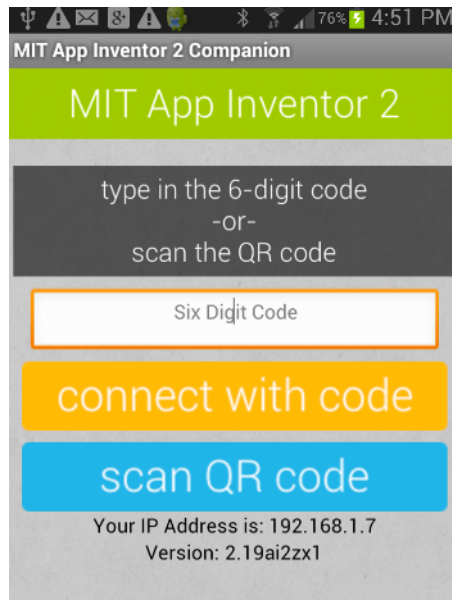 76% 4:51 PM
MIT App Inventor 2 Companion
MIT App Inventor 2
type in the 6-digit code
-or-
scan the QR code
Six Digit Code
connect with code
scan QR code
Your IP Address is: 192.168.1.7
Version: 2.19ai2zx1